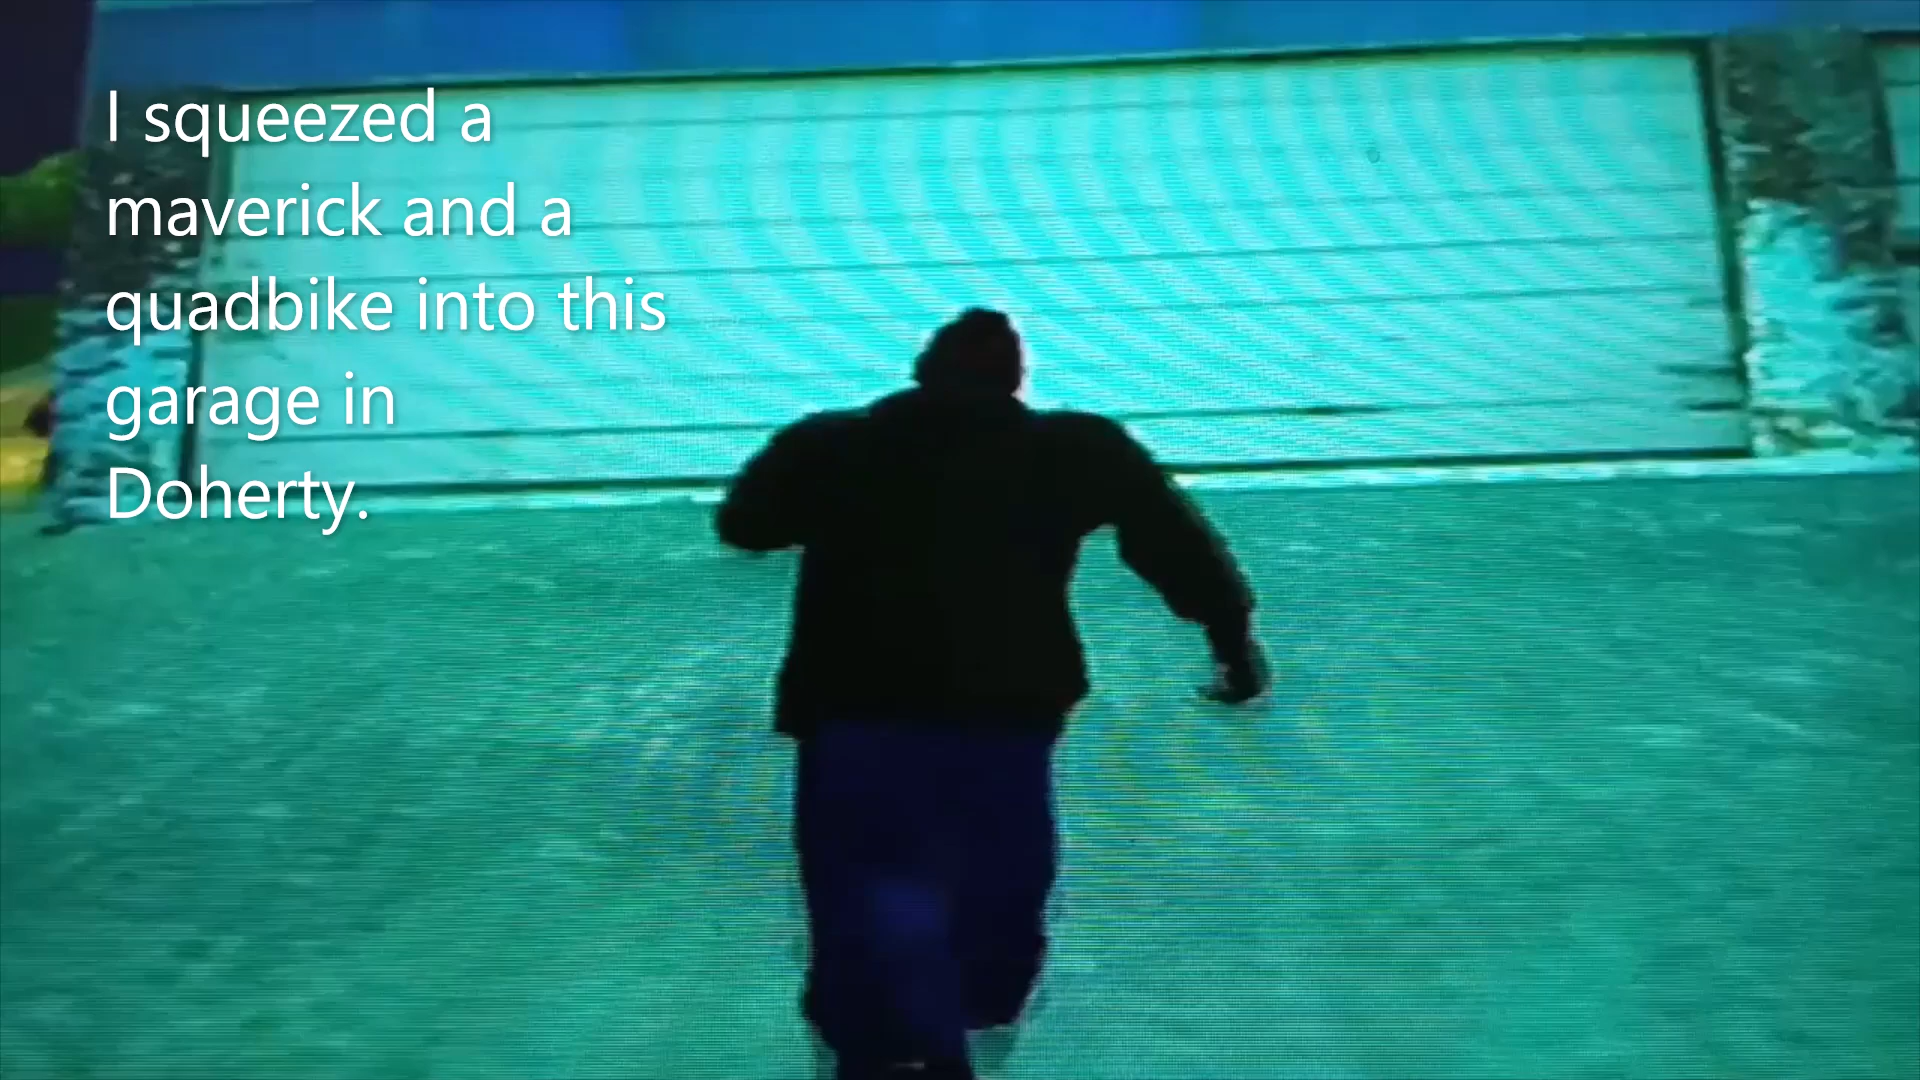 I squeezed a
maverick and a
quadbike into this
garage in
Doherty.